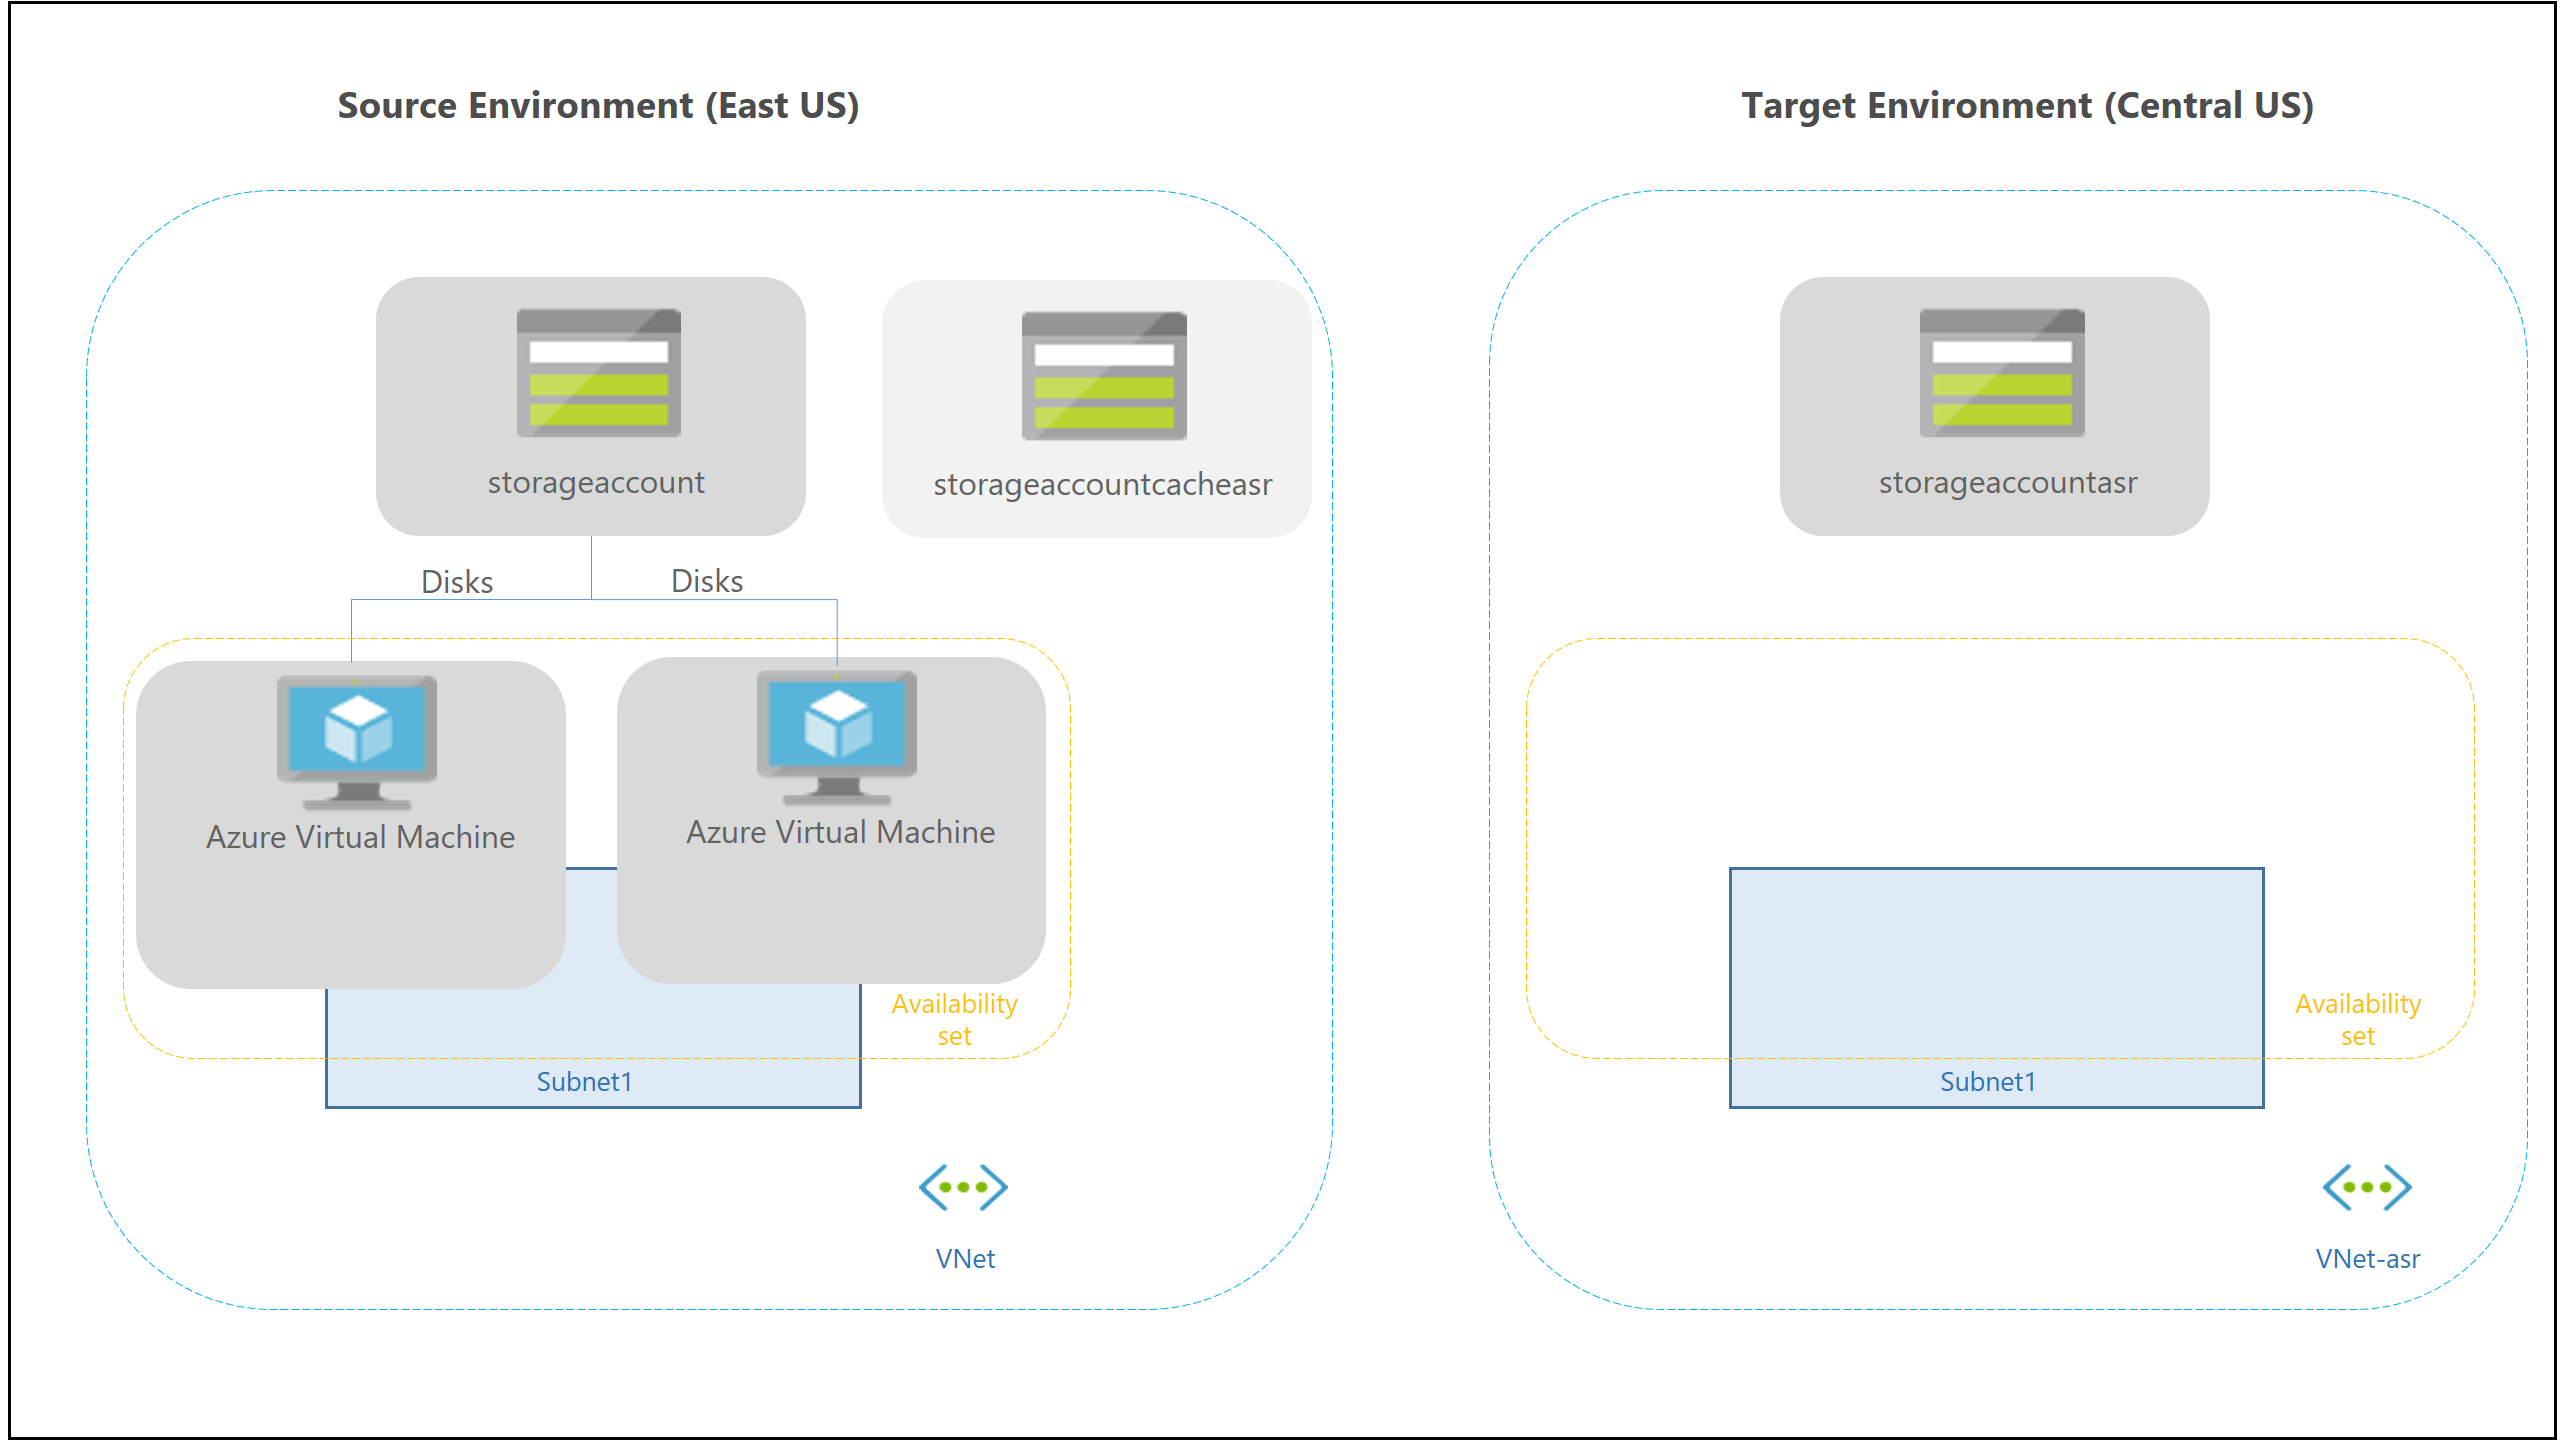 Source Environment (East US)
Target Environment (Central US)
storageaccount
storageaccountcacheasr
storageaccountasr
Disks
Disks
Azure Virtual Machine
Azure Virtual Machine
Availability
set
Subnet1
VNet
Availability
set
Subnet1
VNet-asr